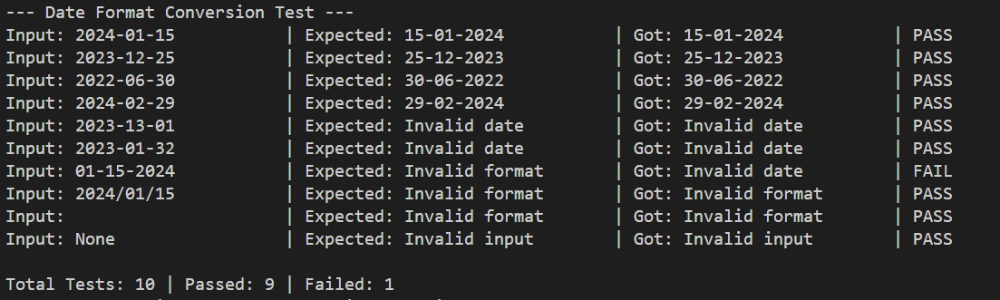 --- Date Format Conversion Test ---
Input: 2024-01-15 | Expected: 15-01-2024 | Got: 15-01-2024 | PASS
Input: 2023-12-25 | Expected: 25-12-2023 | Got: 25-12-2023 | PASS
Input: 2022-06-30 | Expected: 30-06-2022 | Got: 30-06-2022 | PASS
Input: 2024-02-29 | Expected: 29-02-2024 | Got: 29-02-2024 | PASS
Input: 2023-13-01 | Expected: Invalid date | Got: Invalid date | PASS
Input: 2023-01-32 | Expected: Invalid date | Got: Invalid date | PASS
Input: 01-15-2024 | Expected: Invalid format | Got: Invalid date | FAIL
Input: 2024/01/15 | Expected: Invalid format | Got: Invalid format | PASS
Input: | Expected: Invalid format | Got: Invalid format | PASS
Input: None | Expected: Invalid input | Got: Invalid input | PASS
Total Tests: 10 | Passed: 9 | Failed: 1